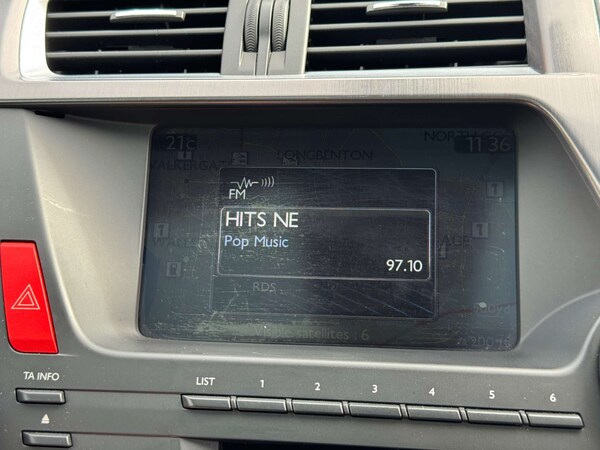 21°C
11:36
LONGBENTON
FM
HITS NE
Pop Music
97.10
RDS
TA INFO
LIST 1 2 3 4 5 6